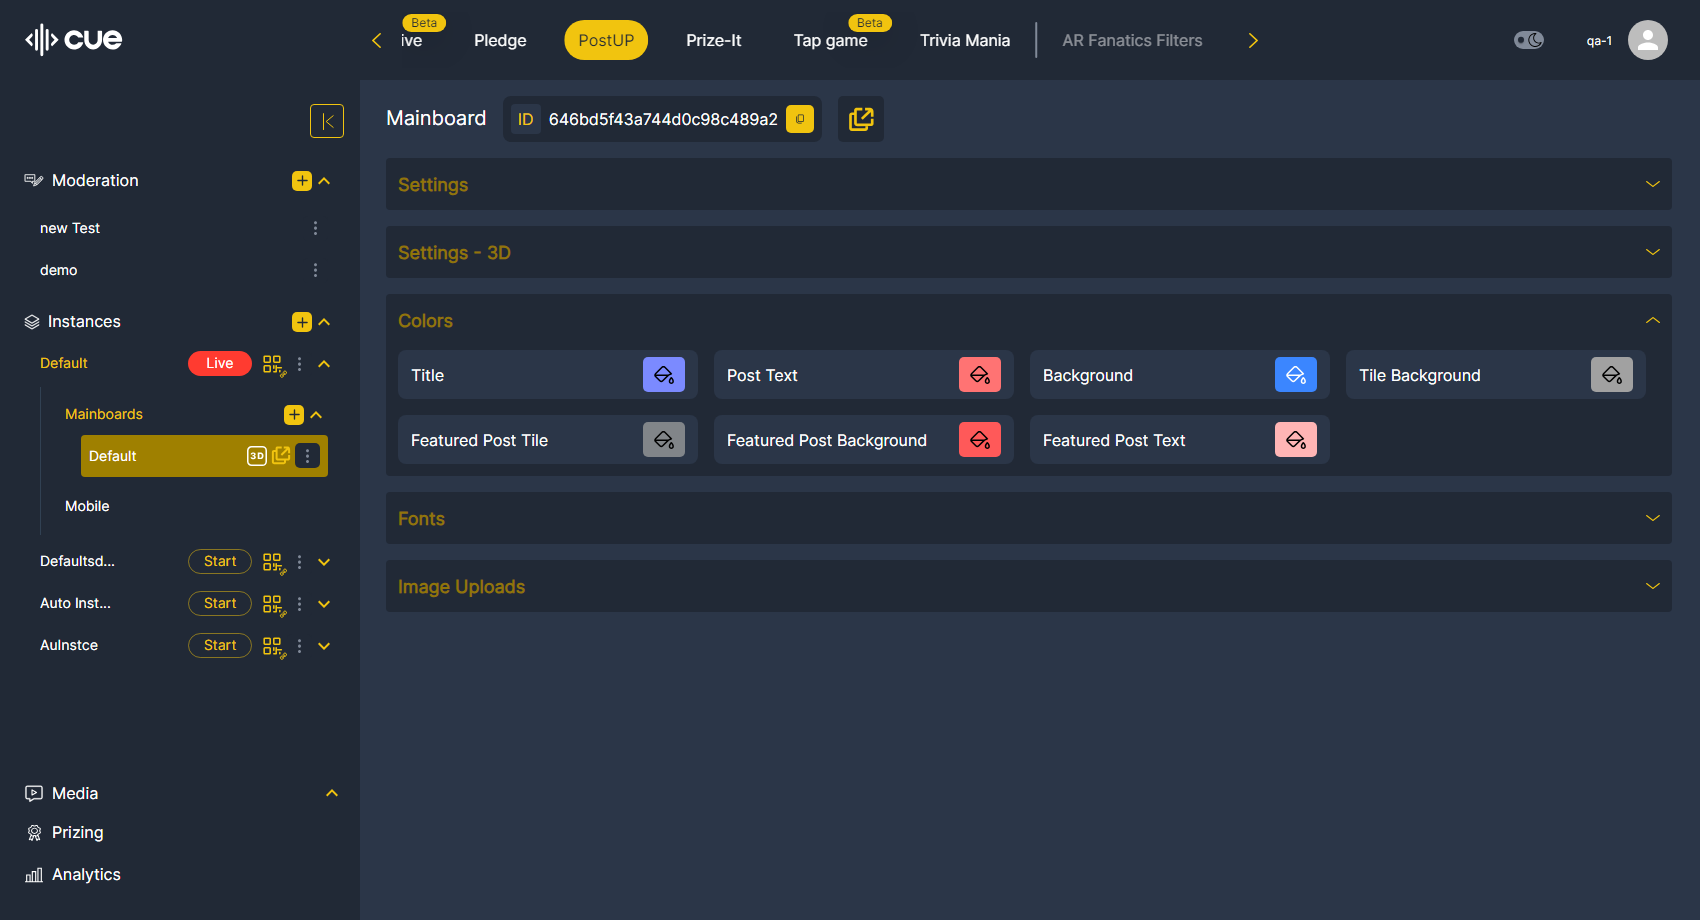 cue
Beta
ive
Pledge
PostUP
Prize-It
Beta
Tap game
Trivia Mania
AR Fanatics Filters
qa-1
Mainboard
ID 646bd5f43a744d0c98c489a2
Moderation
new Test
demo
Instances
Default
Live
Mainboards
Default
3D
Mobile
Defaultsd...
Start
Auto Inst...
Start
AuInstce
Start
Media
Prizing
Analytics
Settings
Settings - 3D
Colors
Title
Post Text
Background
Tile Background
Featured Post Tile
Featured Post Background
Featured Post Text
Fonts
Image Uploads